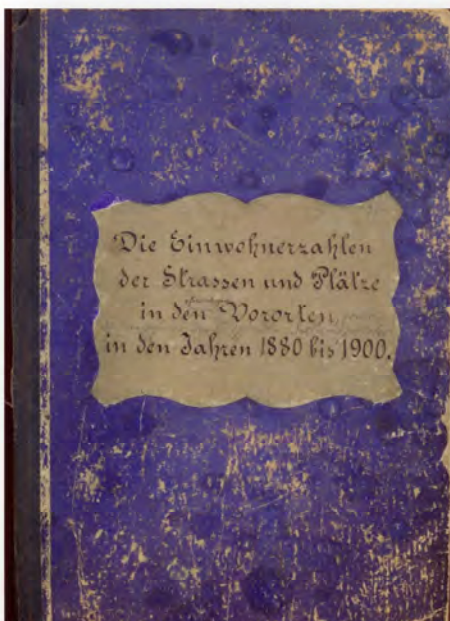 Die Einwohnerzahlen
der Strassen und Plätze
in den Vororten
in den Jahren 1880 bis 1900.